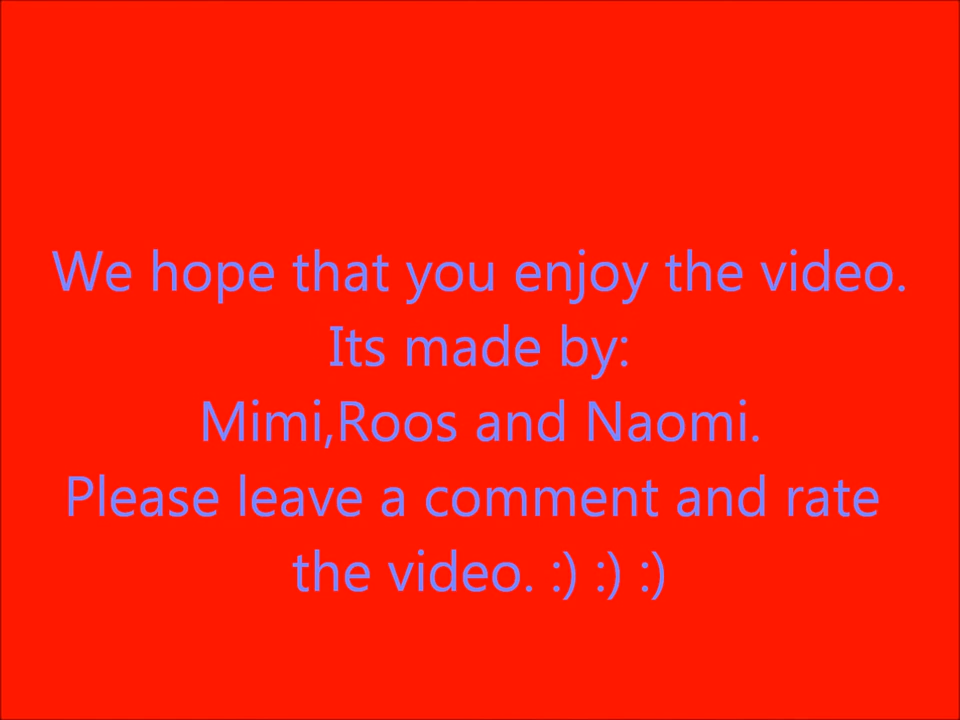 We hope that you enjoy the video.
Its made by:
Mimi,Roos and Naomi.
Please leave a comment and rate
the video. :) :) :)